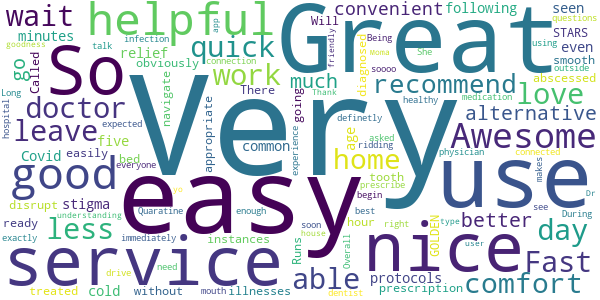 wait
helpful
Great
convenient
following
seen
minutes
quick
Will
STARS
go
relief
Being
even
Called
obviously
So
work
much
recommend
smooth
infection
app
questions
goodness
talk
outside
connection
Moma
She
using
friendly
Thank
soooo
diagnosed
abscessed
There
going
love
doctor
Very
Awesome
alternative
Long
expected
hospital
navigate
appropriate
experience
definetly
healthy
medication
leave
five
Covid
easily
bed
everyone
common
age
asked
ridding
physician
connected
good
easy
home
tooth
prescribe
yo
use
makes
Dr
disrupt
stigma
Quaratine
enough
begin
see
During
less
understanding
hour
best
right
type
better
day
ready
exactly
immediately
instances
soon
house
Runs
Overall
GOLDEN
user
service
able
nice
Fast
protocols
treated
cold
without
illnesses
drive
need
mouth
dentist
prescription
comfort